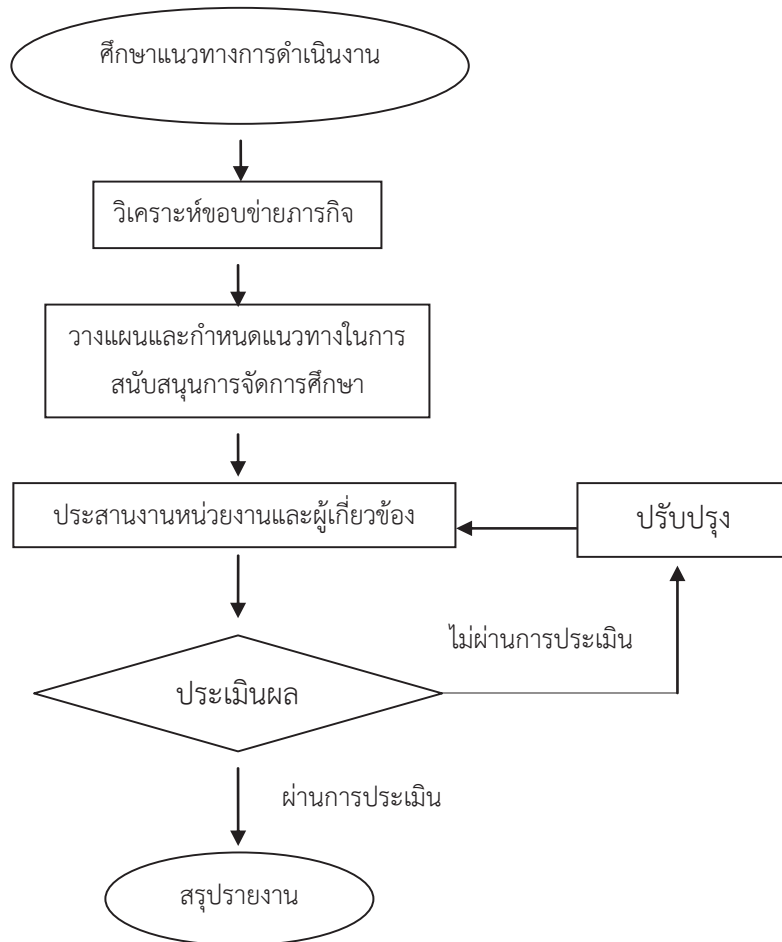 ศึกษาแนวทางการดำเนินงาน
วิเคราะห์ขอบข่ายภารกิจ
วางแผนและกำหนดแนวทางในการ
สนับสนุนการจัดการศึกษา
ประสานงานหน่วยงานและผู้เกี่ยวข้อง
ปรับปรุง
ไม่ผ่านการประเมิน
ประเมินผล
ผ่านการประเมิน
สรุปรายงาน